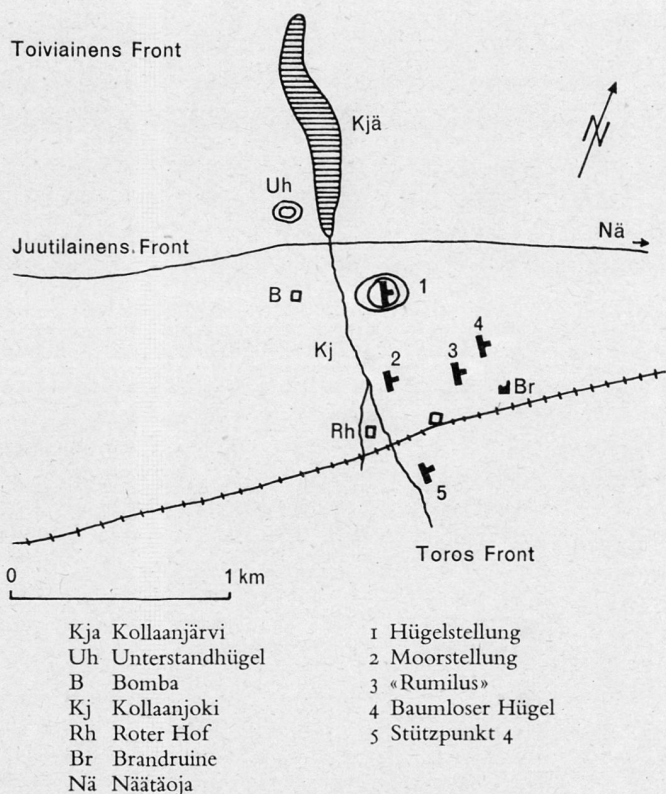 Toiviainens Front
Kjä
N
Uh
Nä
Juutilainens Front
B
1
Kj
4
2
3
Br
Rh
5
Toros Front
0 1 km
Kja Kollaanjärvi
Uh Unterstandhügel
B Bomba
Kj Kollaanjoki
Rh Roter Hof
Br Brandruine
Nä Näätäoja
1 Hügelstellung
2 Moorstellung
3 «Rumilus»
4 Baumloser Hügel
5 Stützpunkt 4